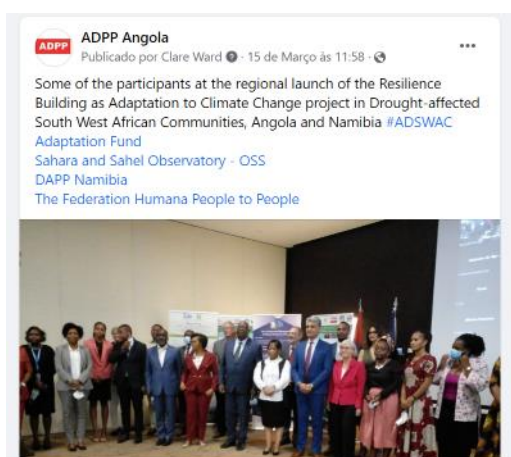 ADPP
ADPP Angola
Publicado por Clare Ward · 15 de Março às 11:58 ·
Some of the participants at the regional launch of the Resilience
Building as Adaptation to Climate Change project in Drought-affected
South West African Communities, Angola and Namibia #ADSWAC
Adaptation Fund
Sahara and Sahel Observatory - OSS
DAPP Namibia
The Federation Humana People to People